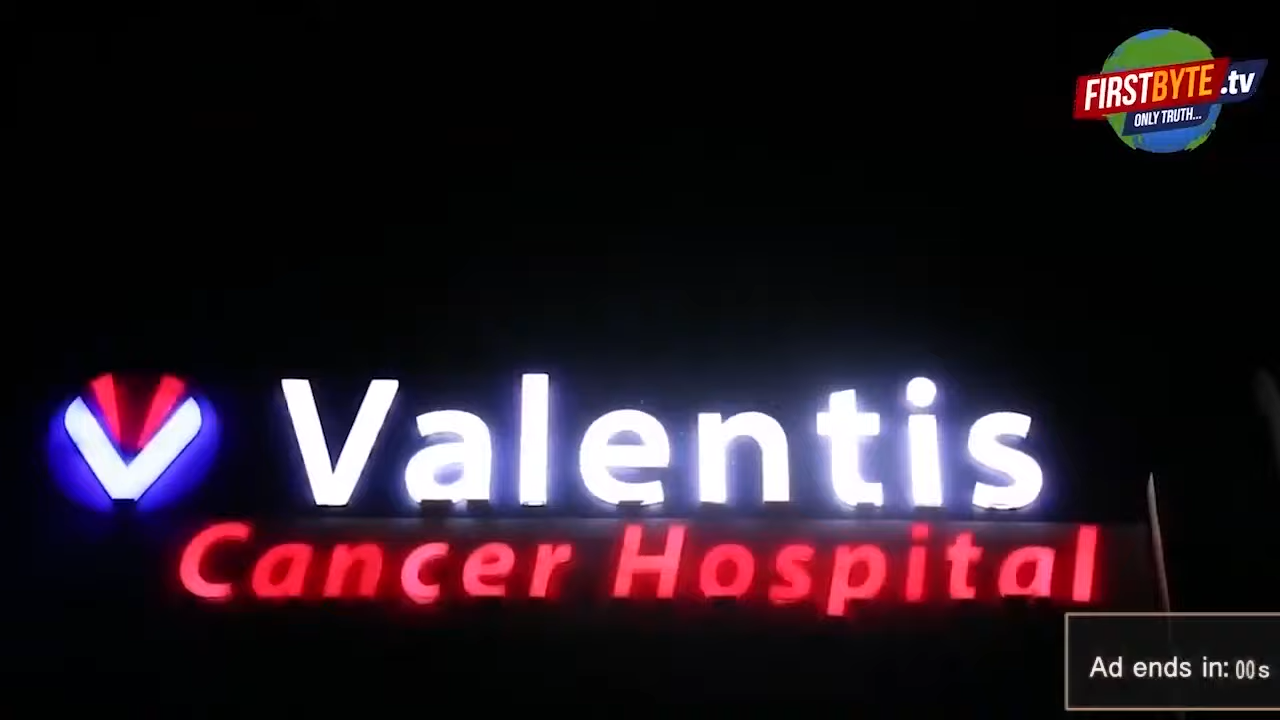 FIRSTBYTE.tv
ONLY TRUTH...
Valentis
Cancer Hospital
Ad ends in: 00s